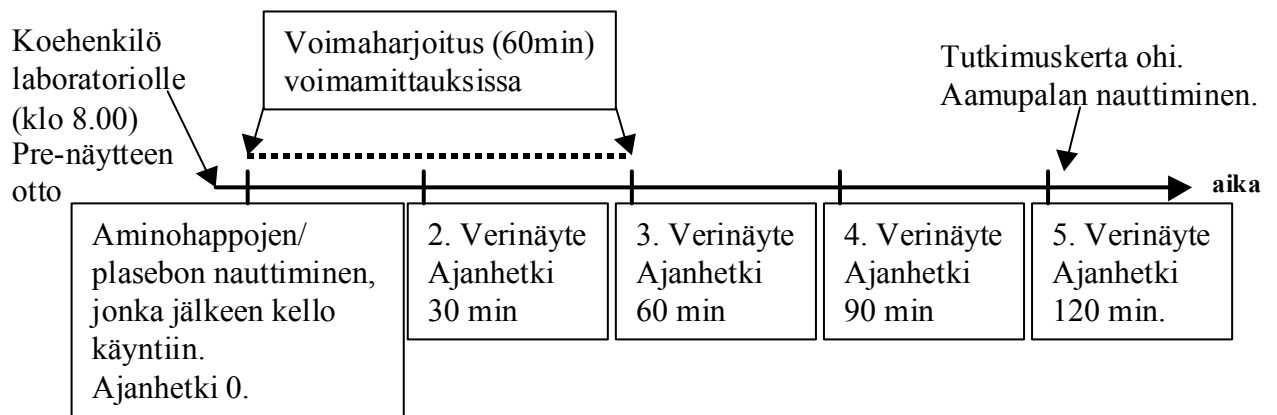 Koehenkilö
laboratoriolle
(klo 8.00)
Pre-näytteen
otto
Voimaharjoitus (60min)
voimamittauksissa
Tutkimuskerta ohi.
Aamupalan nauttiminen.
aika
Aminohappojen/
plasebon nauttiminen,
jonka jälkeen kello
käyntiin.
Ajanhetki 0.
2. Verinäyte
Ajanhetki
30 min
3. Verinäyte
Ajanhetki
60 min
4. Verinäyte
Ajanhetki
90 min
5. Verinäyte
Ajanhetki
120 min.